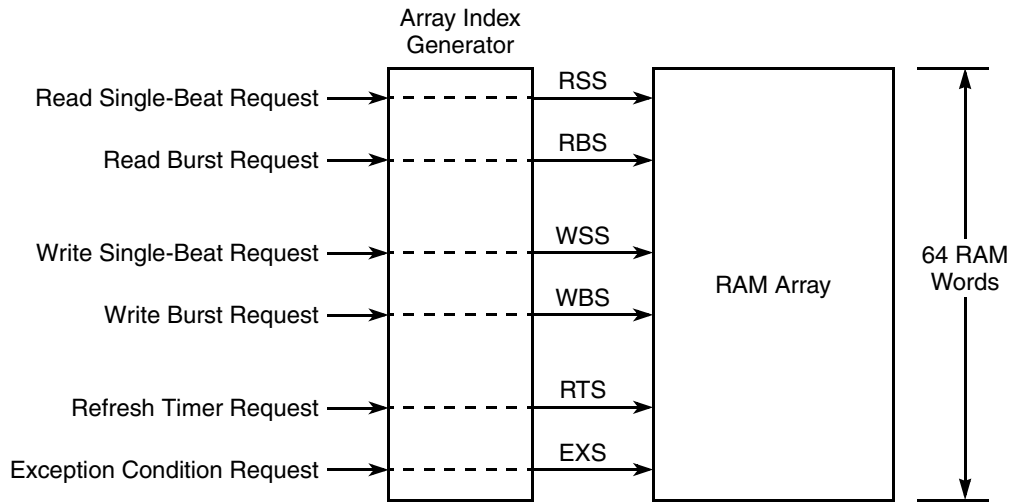 Array Index
Generator
Read Single-Beat Request
RSS
Read Burst Request
RBS
Write Single-Beat Request
WSS
Write Burst Request
WBS
RAM Array
64 RAM
Words
Refresh Timer Request
RTS
Exception Condition Request
EXS